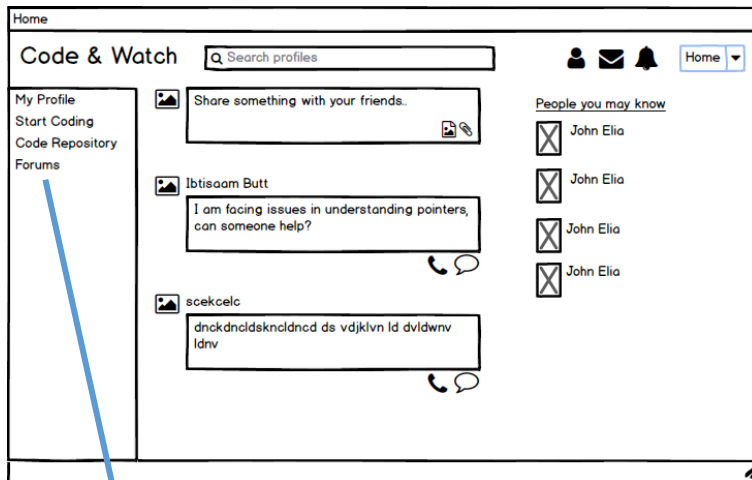 Home
Code & Watch
Search profiles
Home
My Profile
Start Coding
Code Repository
Forums
Share something with your friends..
Ibtisaam Butt
I am facing issues in understanding pointers,
can someone help?
scekcelc
dnckdncldskncldncd ds vdjklvn ld dvldwnv
ldnv
People you may know
John Elia
John Elia
John Elia
John Elia